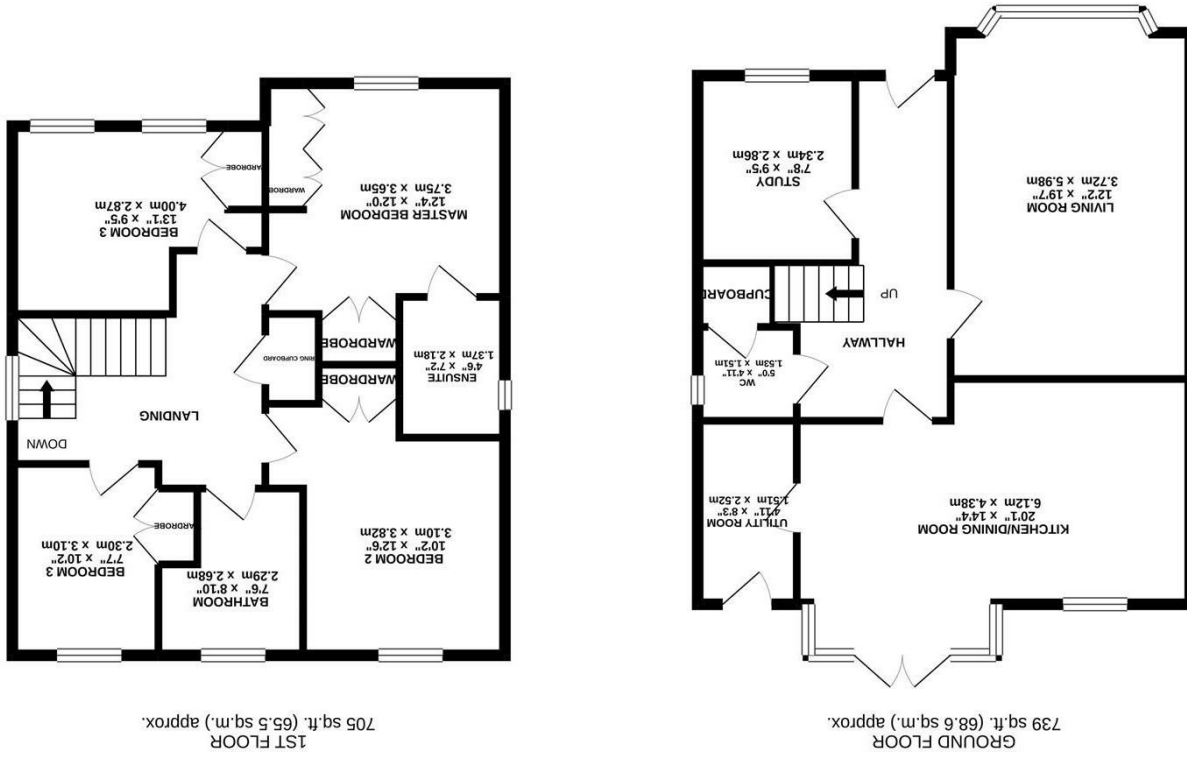 GROUND FLOOR
739 sq.ft. (68.6 sq.m.) approx.
KITCHEN/DINING ROOM
20'1" x 14'4"
6.12m x 4.38m
UTILITY ROOM
4'11" x 8'3"
1.51m x 2.52m
WC
5'0" x 4'11"
1.53m x 1.51m
HALLWAY
CUPBOARD
UP
LIVING ROOM
12'2" x 19'7"
3.72m x 5.98m
STUDY
7'8" x 9'5"
2.34m x 2.86m
1ST FLOOR
705 sq.ft. (65.5 sq.m.) approx.
BEDROOM 2
10'2" x 12'6"
3.10m x 3.82m
BATHROOM
7'6" x 8'10"
2.29m x 2.68m
BEDROOM 3
7'7" x 10'2"
2.30m x 3.10m
ARDROBE
DOWN
LANDING
WARDROBE
ENSUITE
4'6" x 7'2"
1.37m x 2.18m
WARDROBE
RING CUPBOARD
MASTER BEDROOM
12'4" x 12'0"
3.75m x 3.65m
WARDROBE
BEDROOM 3
13'1" x 9'5"
4.00m x 2.87m
ARDROBE